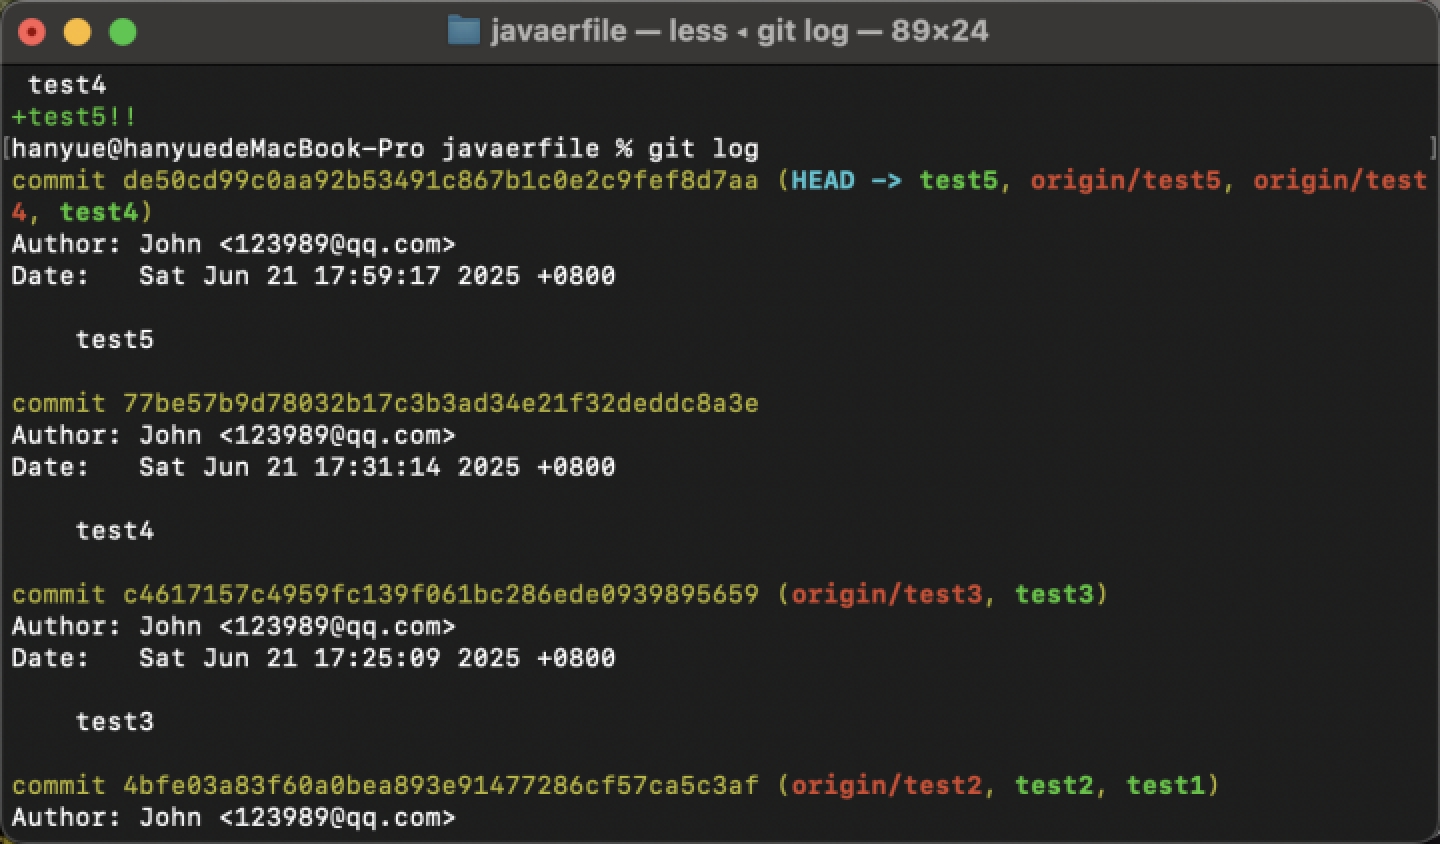 javaerfile — less ◂ git log — 89×24
test4
+test5!!
[hanyue@hanyuedeMacBook-Pro javaerfile % git log ]
commit de50cd99c0aa92b53491c867b1c0e2c9fef8d7aa (HEAD -> test5, origin/test5, origin/test
4, test4)
Author: John <123989@qq.com>
Date:   Sat Jun 21 17:59:17 2025 +0800
test5
commit 77be57b9d78032b17c3b3ad34e21f32deddc8a3e
Author: John <123989@qq.com>
Date:   Sat Jun 21 17:31:14 2025 +0800
test4
commit c4617157c4959fc139f061bc286ede0939895659 (origin/test3, test3)
Author: John <123989@qq.com>
Date:   Sat Jun 21 17:25:09 2025 +0800
test3
commit 4bfe03a83f60a0bea893e91477286cf57ca5c3af (origin/test2, test2, test1)
Author: John <123989@qq.com>